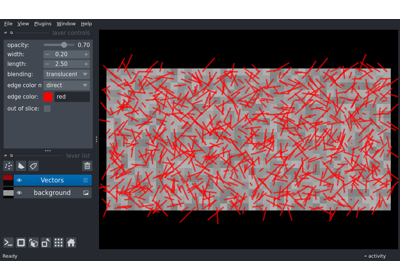 File View Plugins Window Help
layer controls
opacity: 0.70
width: 0.20
length: 2.50
blending: translucent
edge color m direct
edge color: red
out of slice:
layer list
Vectors
background
Ready activity